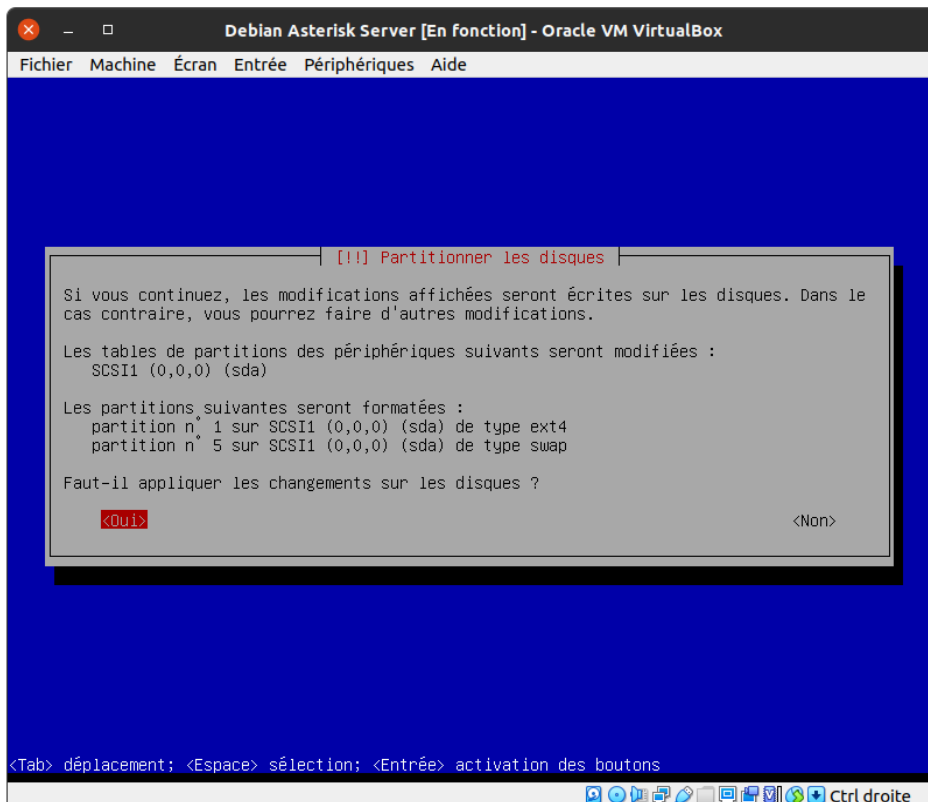 Debian Asterisk Server [En fonction] - Oracle VM VirtualBox
Fichier Machine Écran Entrée Périphériques Aide
[!!] Partitionner les disques
Si vous continuez, les modifications affichées seront écrites sur les disques. Dans le
cas contraire, vous pourrez faire d'autres modifications.
Les tables de partitions des périphériques suivants seront modifiées :
SCSI1 (0,0,0) (sda)
Les partitions suivantes seront formatées :
partition n° 1 sur SCSI1 (0,0,0) (sda) de type ext4
partition n° 5 sur SCSI1 (0,0,0) (sda) de type swap
Faut-il appliquer les changements sur les disques ?
<Oui> <Non>
<Tab> déplacement; <Espace> sélection; <Entrée> activation des boutons
Ctrl droite